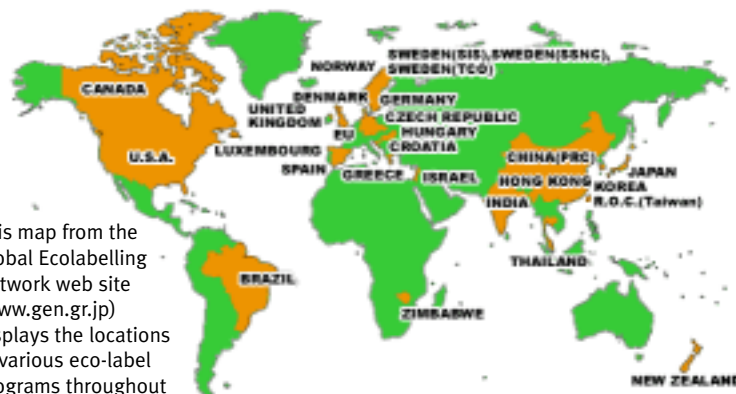 SWEDEN(SIS),SWEDEN(SSNC),
NORWAY SWEDEN(TCO)
CANADA
DENMARK GERMANY
UNITED
KINGDOM
CZECH REPUBLIC
EU HUNGARY
U.S.A. LUXEMBOURG CROATIA
CHINA(PRC)
SPAIN GREECE ISRAEL
JAPAN
HONG KONG KOREA
INDIA R.O.C.(Taiwan)
THAILAND
BRAZIL
ZIMBABWE
NEW ZEALAND
is map from the
obal Ecolabelling
twork web site
ww.gen.gr.jp)
splays the locations
various eco-label
ograms throughout